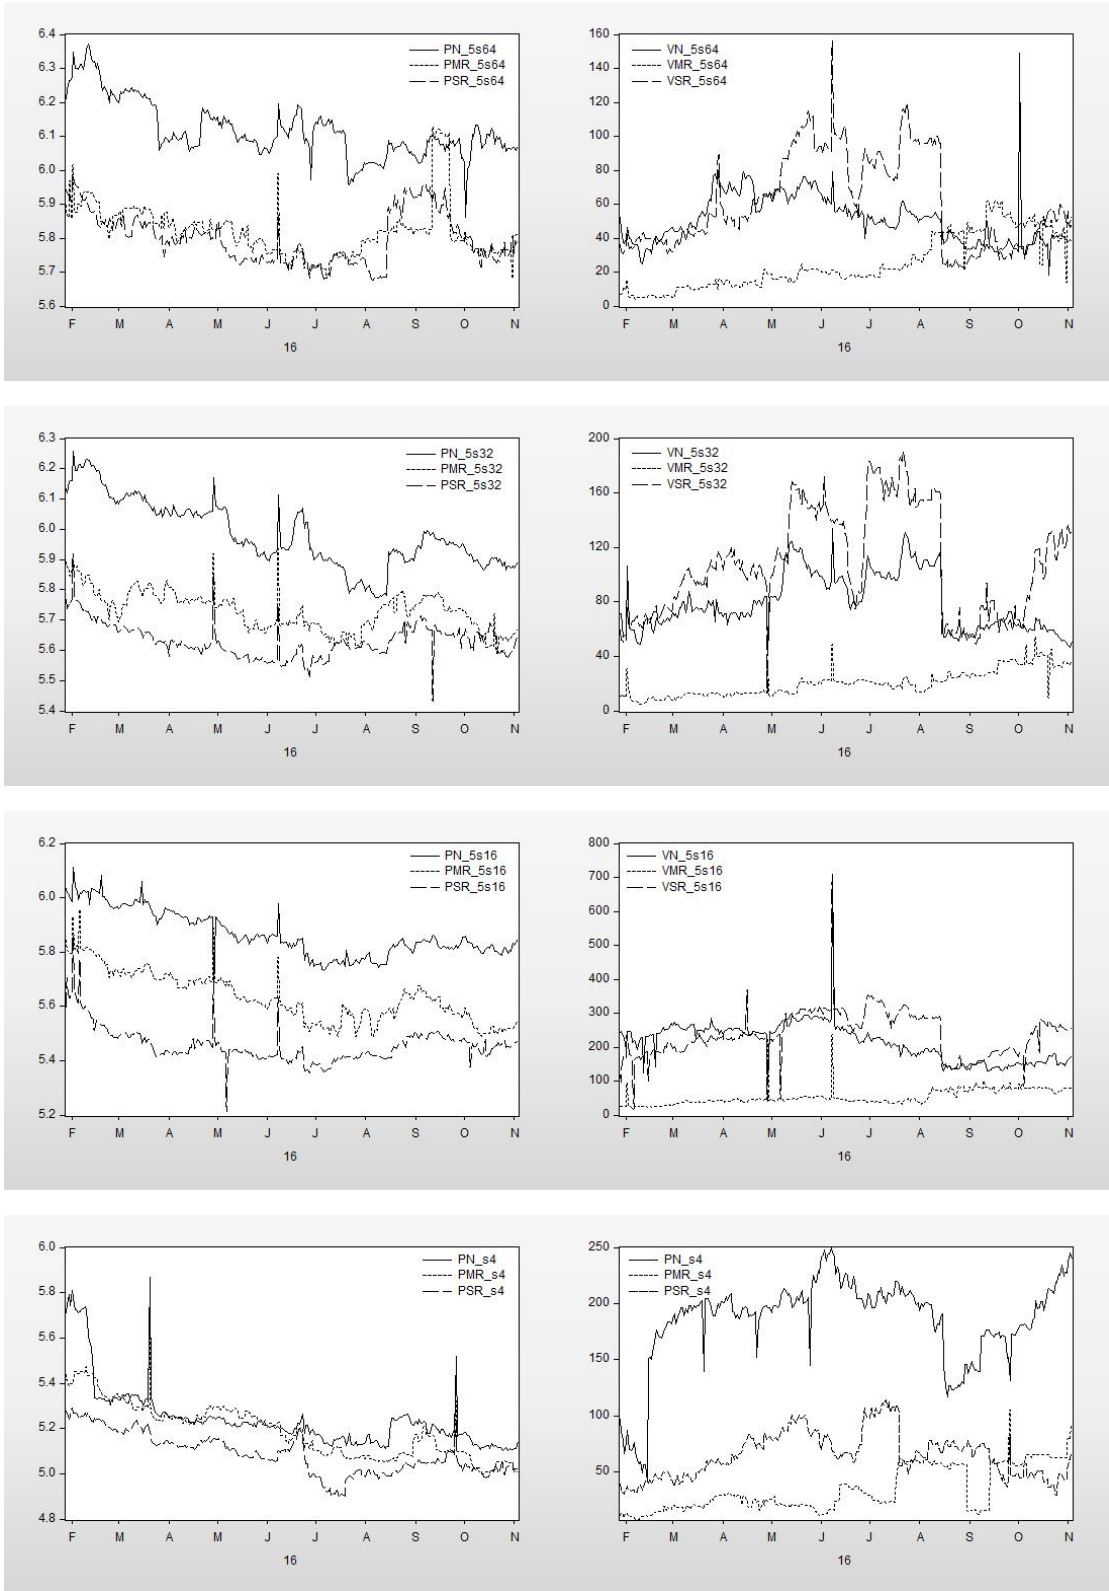 6.4
6.3
6.2
6.1
6.0
5.9
5.8
5.7
5.6
PN_5s64
PMR_5s64
PSR_5s64
F M A M J J A S O N
16
160
140
120
100
80
60
40
20
0
VN_5s64
VMR_5s64
VSR_5s64
F M A M J J A S O N
16
6.3
6.2
6.1
6.0
5.9
5.8
5.7
5.6
5.5
5.4
PN_5s32
PMR_5s32
PSR_5s32
F M A M J J A S O N
16
200
160
120
80
40
0
VN_5s32
VMR_5s32
VSR_5s32
F M A M J J A S O N
16
6.2
6.0
5.8
5.6
5.4
5.2
PN_5s16
PMR_5s16
PSR_5s16
F M A M J J A S O N
16
800
700
600
500
400
300
200
100
0
VN_5s16
VMR_5s16
VSR_5s16
F M A M J J A S O N
16
6.0
5.8
5.6
5.4
5.2
5.0
4.8
PN_s4
PMR_s4
PSR_s4
F M A M J J A S O N
16
250
200
150
100
50
PN_s4
PMR_s4
PSR_s4
F M A M J J A S O N
16